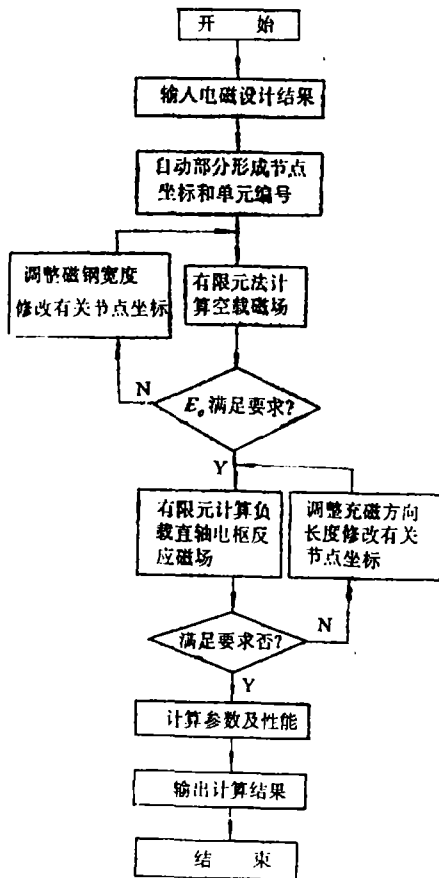 开 始
输入电磁设计结果
自动部分形成节点
坐标和单元编号
调整磁钢宽度
修改有关节点坐标
有限元法计
算空载磁场
N
E。满足要求?
Y
有限元计算负
载直轴电枢反
应磁场
调整充磁方向
长度修改有关
节点坐标
满足要求否?
N
Y
计算参数及性能
输出计算结果
结 束